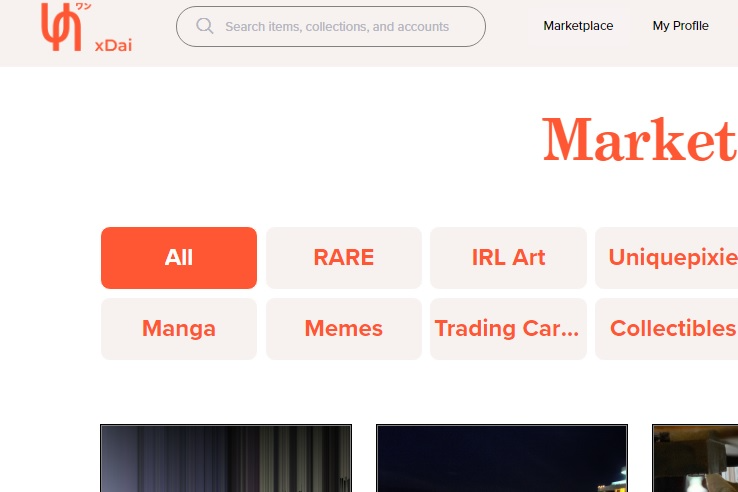 ワン
xDai
Search items, collections, and accounts
Marketplace
My Profile
Market
All
RARE
IRL Art
Uniquepixie
Manga
Memes
Trading Car...
Collectibles